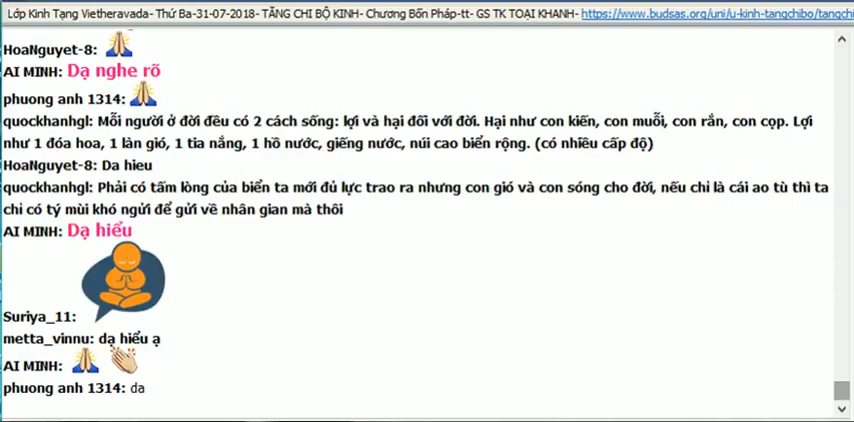 Lớp Kinh Tạng Vietheravada- Thứ Ba-31-07-2018- TĂNG CHI BỘ KINH- Chương Bốn Pháp-tt- GS TK TOẠI KHANH- https://www.budsas.org/uni/u-kinh-tangchibo/tangchi
HoaNguyet-8:
AI MINH: Dạ nghe rõ
phuong anh 1314:
quockhanhgl: Mỗi người ở đời đều có 2 cách sống: lợi và hại đối với đời. Hại như con kiến, con muỗi, con rắn, con cọp. Lợi
như 1 đóa hoa, 1 làn gió, 1 tia nắng, 1 hồ nước, giếng nước, núi cao biển rộng. (có nhiều cấp độ)
HoaNguyet-8: Da hieu
quockhanhgl: Phải có tấm lòng của biển ta mới đủ lực trao ra nhưng con gió và con sóng cho đời, nếu chỉ là cái ao tù thì ta
chỉ có tý mùi khó ngửi để gửi về nhân gian mà thôi
AI MINH: Dạ hiểu
Suriya_11:
metta_vinnu: dạ hiểu ạ
AI MINH:
phuong anh 1314: da